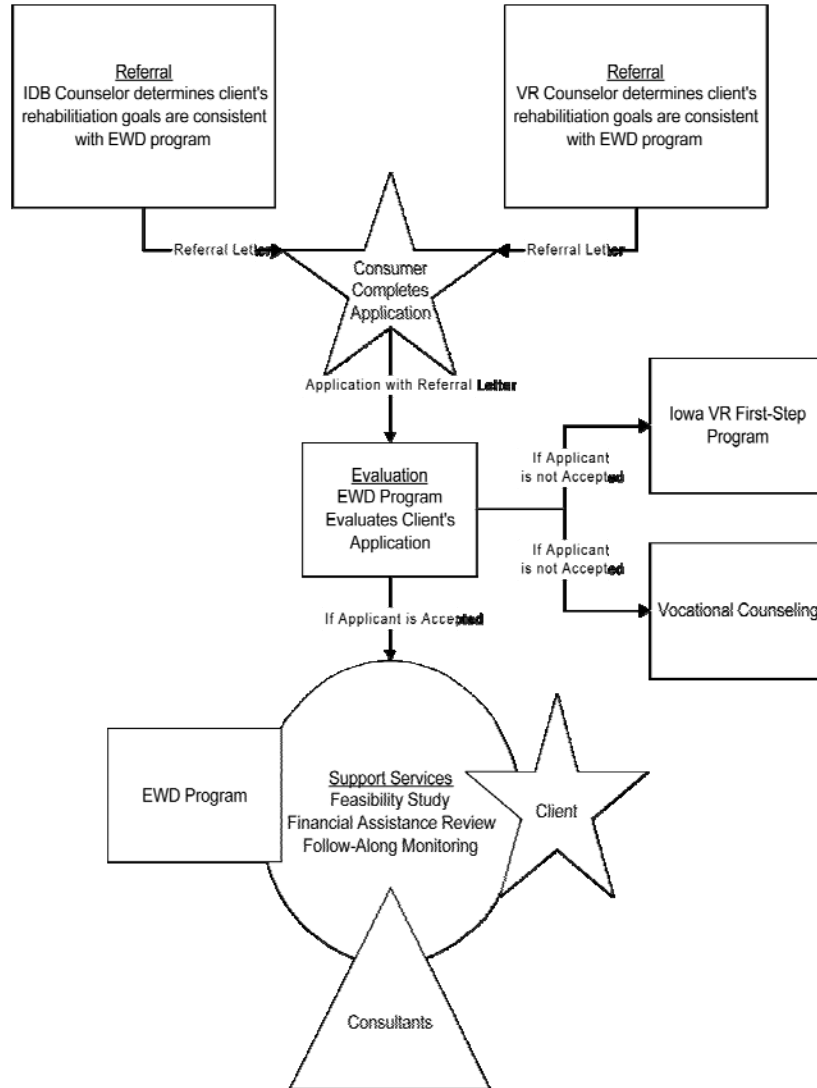 Referral
IDB Counselor determines client's
rehabilitiation goals are consistent
with EWD program
Referral
VR Counselor determines client's
rehabilitiation goals are consistent
with EWD program
Referral Letter
Referral Letter
Consumer
Completes
Application
Application with Referral Letter
Iowa VR First-Step
Program
If Applicant
is not Accepted
Evaluation
EWD Program
Evaluates Client's
Application
If Applicant
is not Accepted
Vocational Counseling
If Applicant is Accepted
EWD Program
Support Services
Feasibility Study
Financial Assistance Review
Follow-Along Monitoring
Client
Consultants